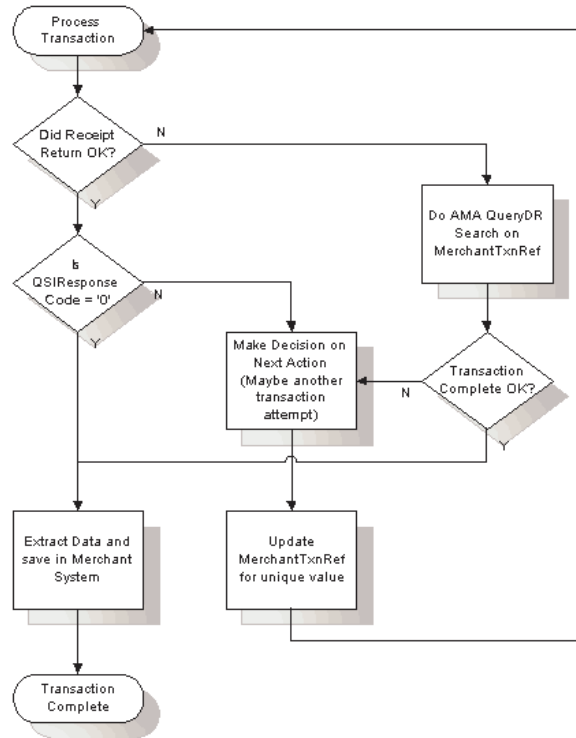 Process
Transaction
Did Receipt
Return OK?
N
Y
Do AMA QueryDR
Search on
MerchantTxnRef
Is
QSIResponse
Code = '0'
N
Y
Make Decision on
Next Action
(Maybe another
transaction
attempt)
Transaction
Complete OK?
N
Y
Extract Data and
save in Merchant
System
Update
MerchantTxnRef
for unique value
Transaction
Complete